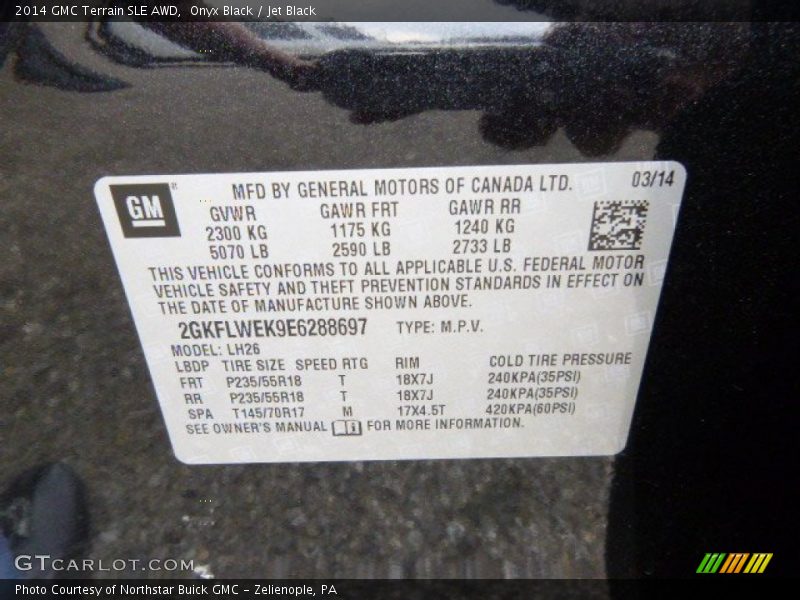 2014 GMC Terrain SLE AWD,  Onyx Black / Jet Black
GM
MFD BY GENERAL MOTORS OF CANADA LTD.
03/14
GVWR GAWR FRT GAWR RR
2300 KG 1175 KG 1240 KG
5070 LB 2590 LB 2733 LB
THIS VEHICLE CONFORMS TO ALL APPLICABLE U.S. FEDERAL MOTOR
VEHICLE SAFETY AND THEFT PREVENTION STANDARDS IN EFFECT ON
THE DATE OF MANUFACTURE SHOWN ABOVE.
2GKFLWEK9E6288697 TYPE: M.P.V.
MODEL: LH26
LBDP TIRE SIZE SPEED RTG RIM COLD TIRE PRESSURE
FRT P235/55R18 T 18X7J 240KPA(35PSI)
RR P235/55R18 T 18X7J 240KPA(35PSI)
SPA T145/70R17 M 17X4.5T 420KPA(60PSI)
SEE OWNER'S MANUAL FOR MORE INFORMATION.
GTCARLOT.COM
Photo Courtesy of Northstar Buick GMC - Zelienople, PA